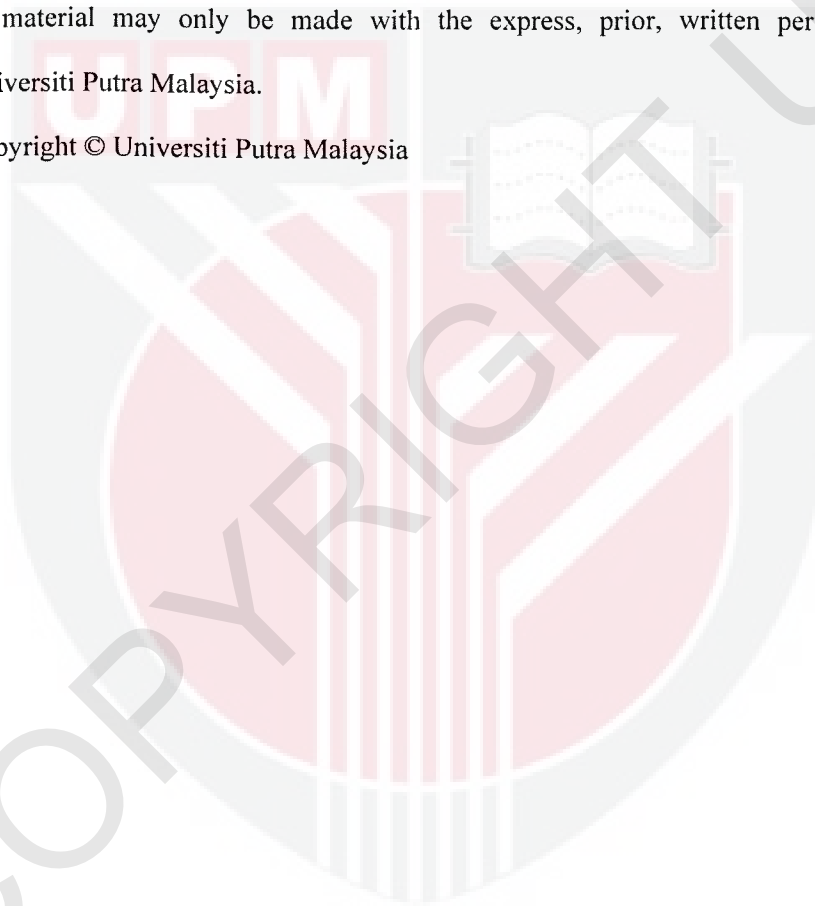 material may only be made with the express, prior, written per
iversiti Putra Malaysia.
pyright © Universiti Putra Malaysia
UPM
COPYRIGHT U